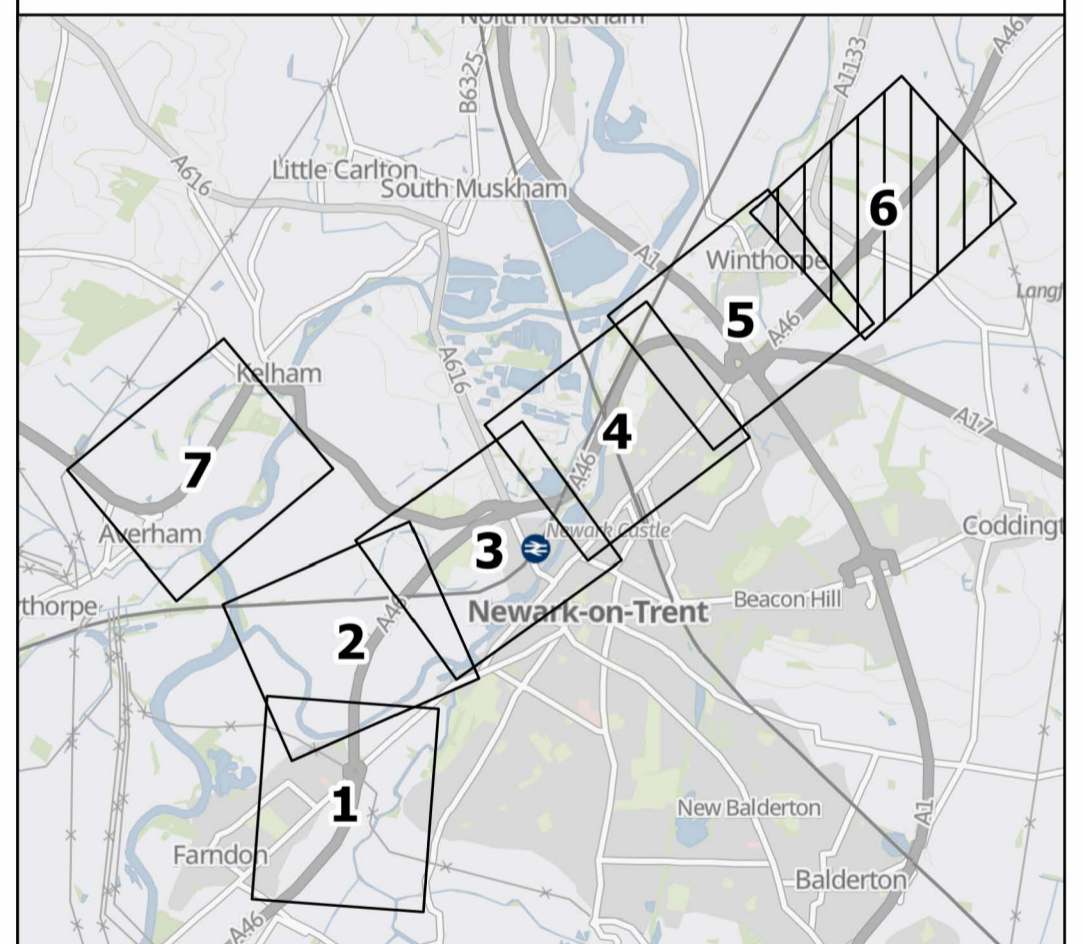 North Muskham
A46
A1133
B6325
Little Carlton
A616
South Muskham
6
A1
Winthorpe
Langf
5
A46
Kelham
A616
A17
4
7
A46
Averham
Newark Castle
Coddingt
3
thorpe
Beacon Hill
Newark-on-Trent
A46
2
1
New Balderton
A1
Farndon
Balderton
A46